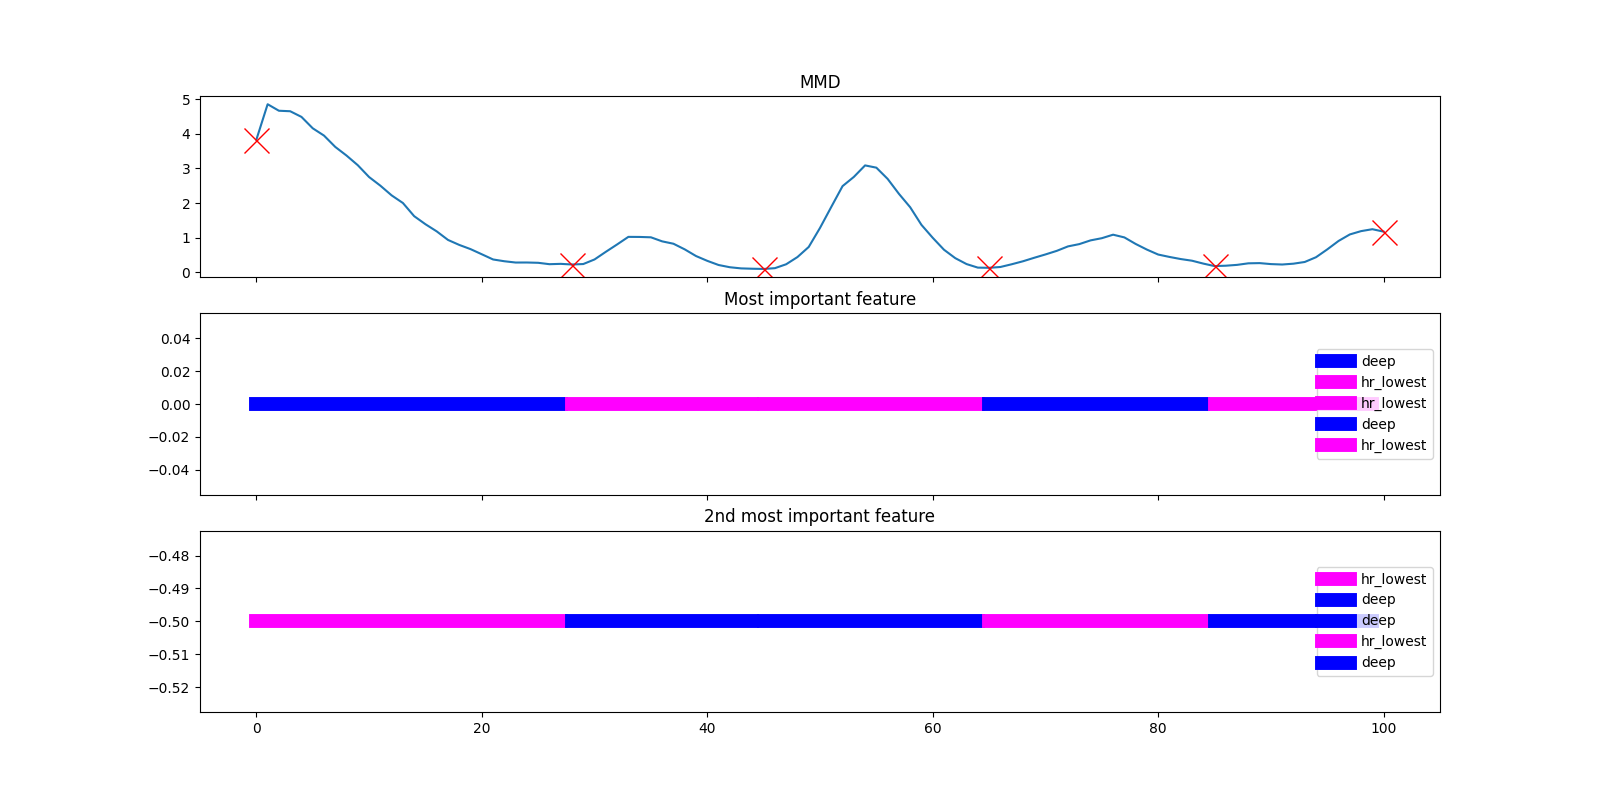 MMD
5
4
3
2
1
0
Most important feature
0.04
0.02
0.00
−0.02
−0.04
deep
hr_lowest
hr_lowest
deep
hr_lowest
2nd most important feature
−0.48
−0.49
−0.50
−0.51
−0.52
hr_lowest
deep
deep
hr_lowest
deep
0 20 40 60 80 100